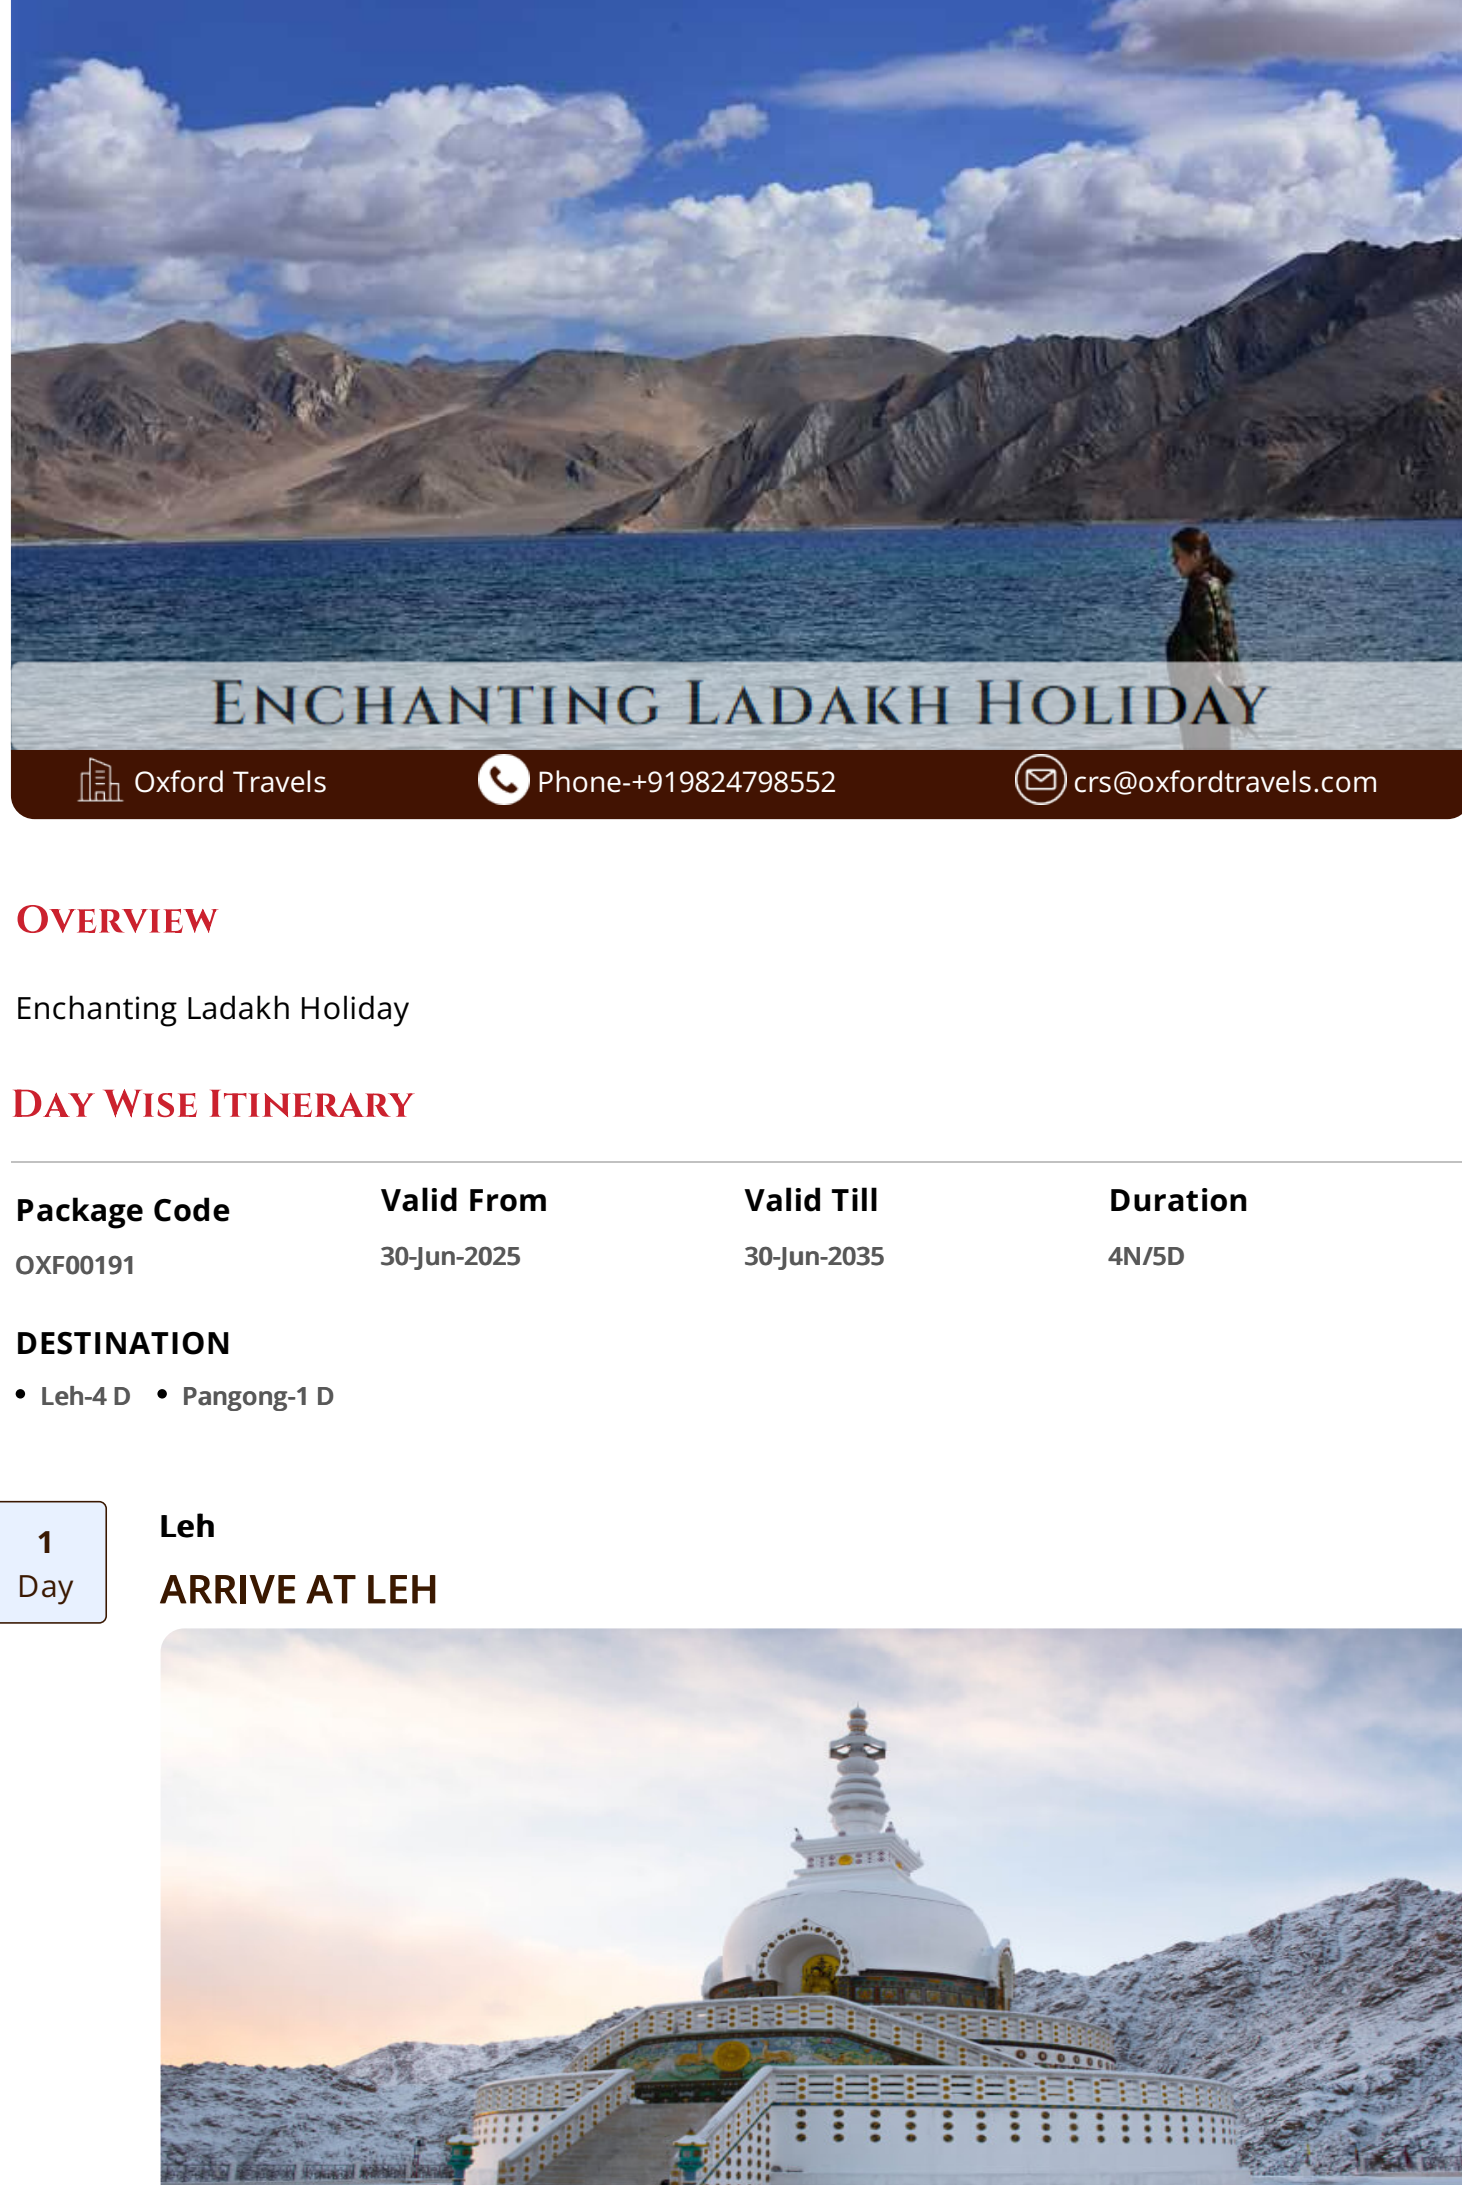 ENCHANTING LADAKH HOLIDAY
Oxford Travels Phone-+919824798552 crs@oxfordtravels.com
OVERVIEW
Enchanting Ladakh Holiday
DAY WISE ITINERARY
Package Code Valid From Valid Till Duration
OXF00191 30-Jun-2025 30-Jun-2035 4N/5D
DESTINATION
• Leh-4 D • Pangong-1 D
1
Day
Leh
ARRIVE AT LEH